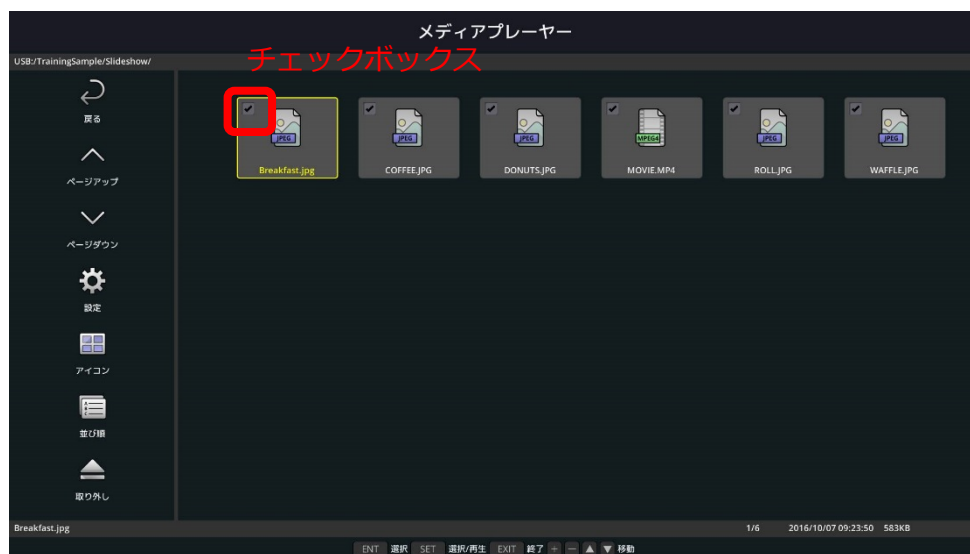 メディアプレーヤー
USB:/TrainingSample/Slideshow/
チェックボックス
戻る
ページアップ
ページダウン
設定
アイコン
並び順
取り外し
JPEG JPEG JPEG MPEG4 JPEG JPEG
Breakfast.jpg COFFEE.JPG DONUTS.JPG MOVIE.MP4 ROLL.JPG WAFFLE.JPG
Breakfast.jpg 1/6 2016/10/07 09:23:50 583KB
ENT 選択 SET 選択/再生 EXIT 終了 + − ▲ ▼ 移動